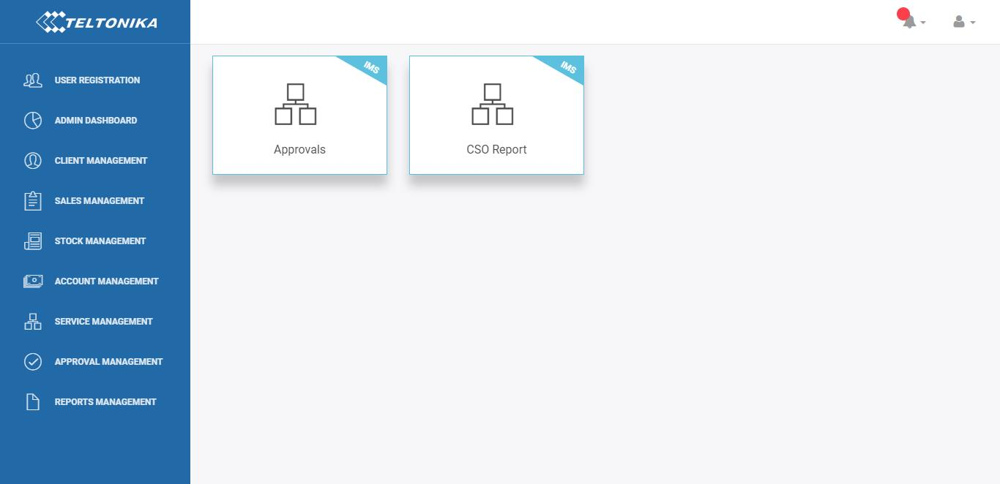 TELTONIKA
USER REGISTRATION
ADMIN DASHBOARD
CLIENT MANAGEMENT
SALES MANAGEMENT
STOCK MANAGEMENT
ACCOUNT MANAGEMENT
SERVICE MANAGEMENT
APPROVAL MANAGEMENT
REPORTS MANAGEMENT
IMS
Approvals
IMS
CSO Report